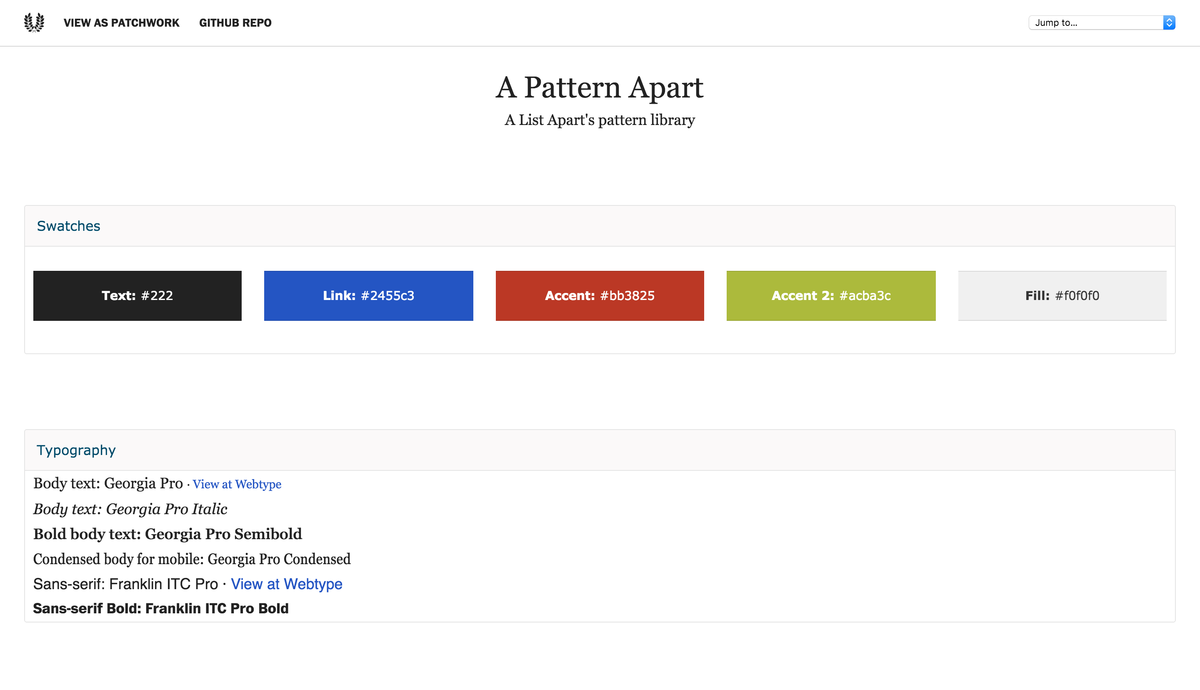 VIEW AS PATCHWORK GITHUB REPO Jump to...
A Pattern Apart
A List Apart's pattern library
Swatches
Text: #222 Link: #2455c3 Accent: #bb3825 Accent 2: #acba3c Fill: #f0f0f0
Typography
Body text: Georgia Pro · View at Webtype
Body text: Georgia Pro Italic
Bold body text: Georgia Pro Semibold
Condensed body for mobile: Georgia Pro Condensed
Sans-serif: Franklin ITC Pro · View at Webtype
Sans-serif Bold: Franklin ITC Pro Bold